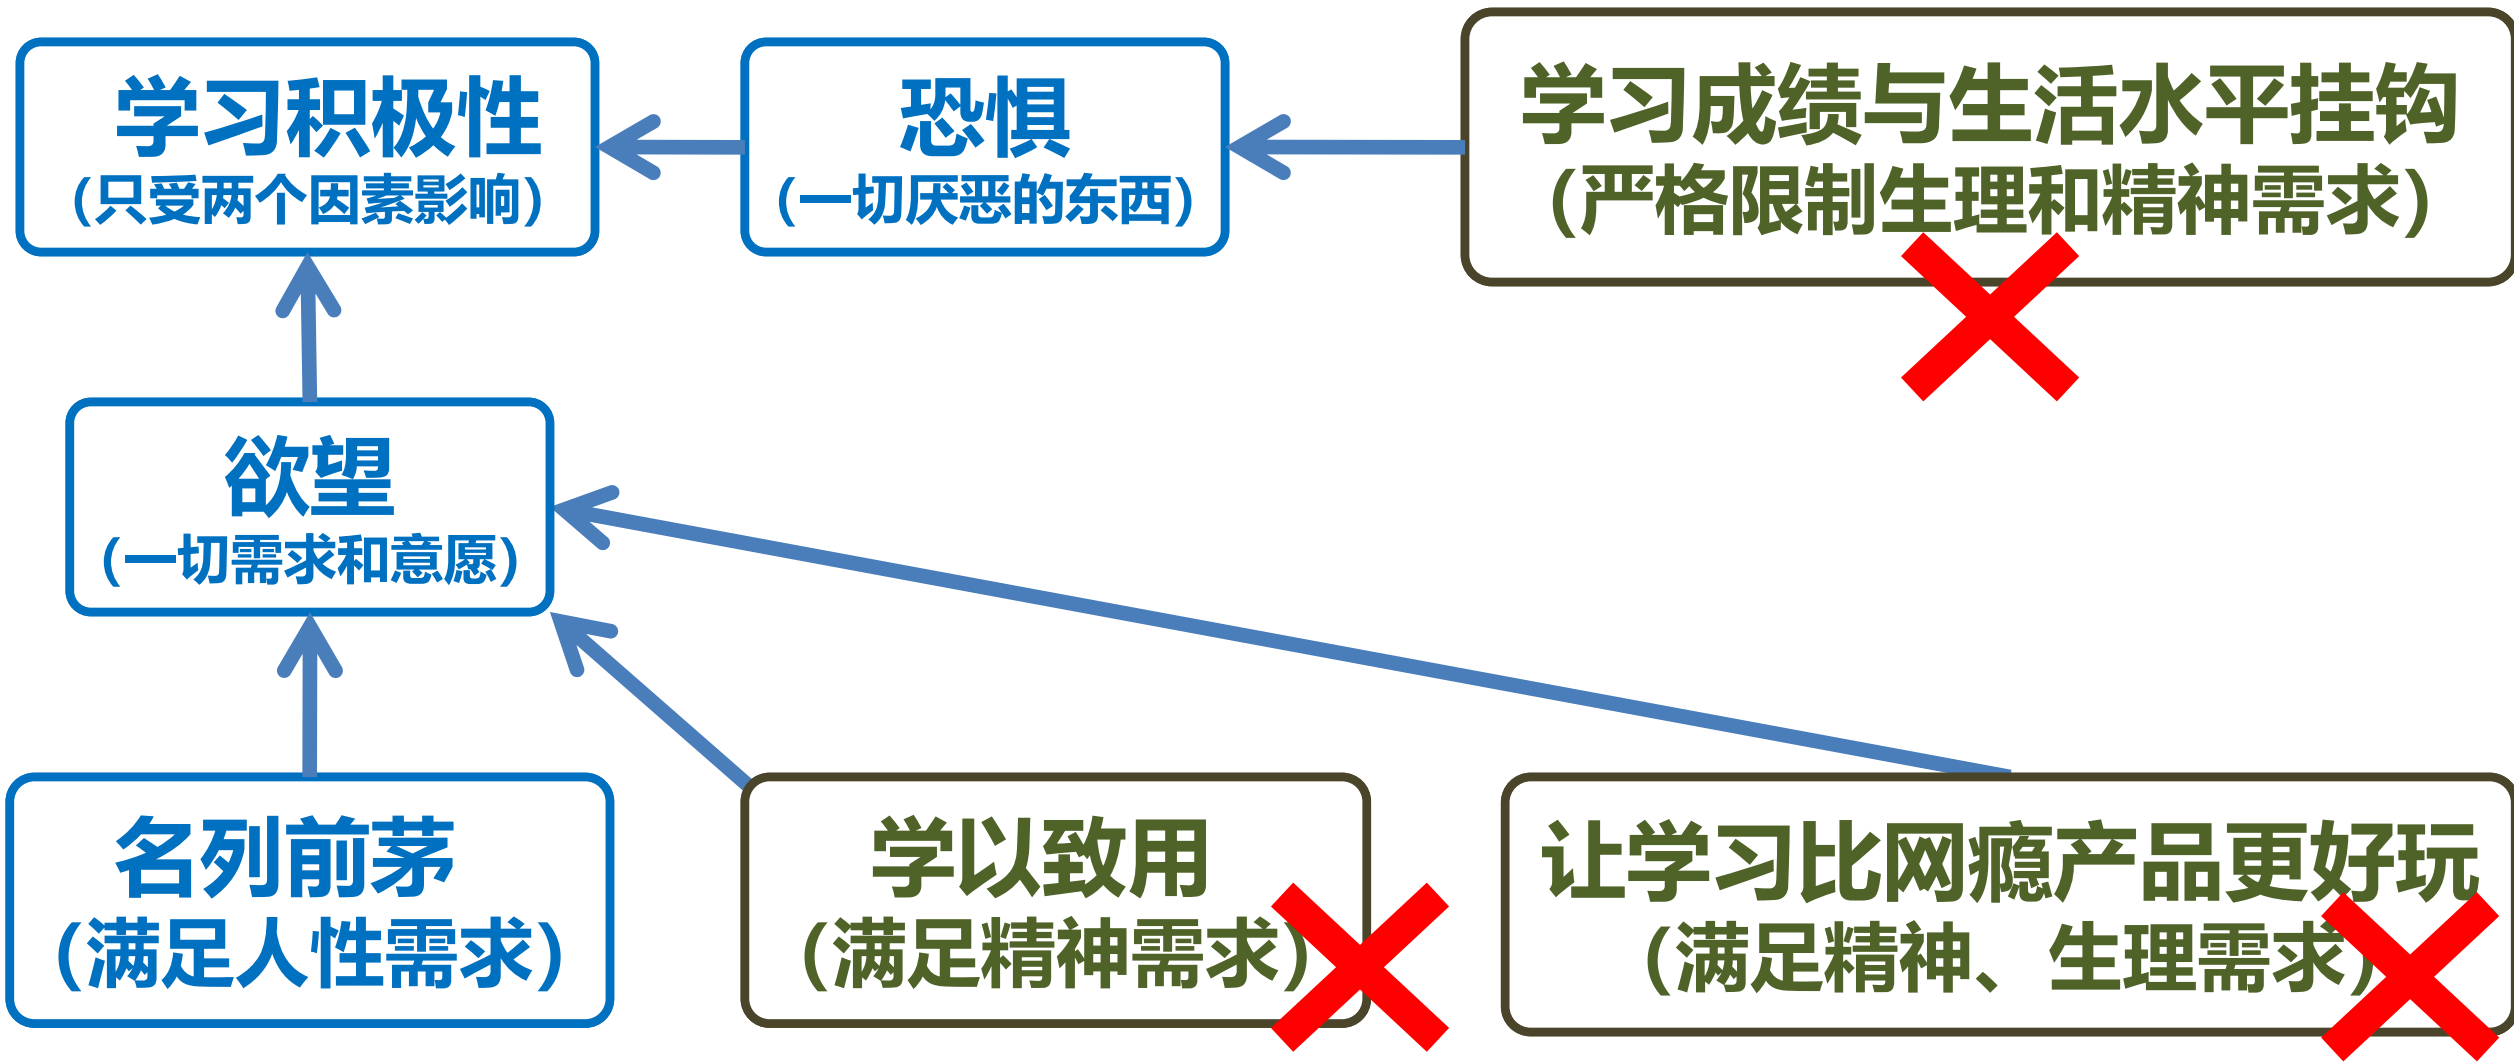 学习积极性
(只受两个因素影响)
恐惧
(一切厌恶的东西)
学习质量与生活水平挂钩
(严格限制生理和精神需求)
欲望
(一切需求和意愿)
名列前茅
(满足人性需求)
学以致用
(满足精神需求)
让学习比网瘾产品更好玩
(满足精神、生理需求)